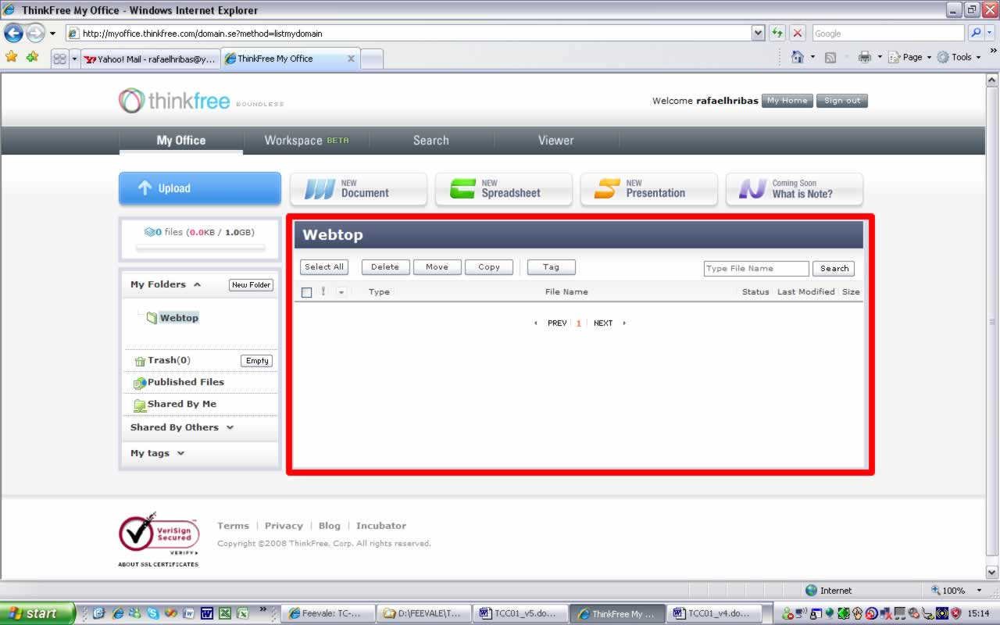 ThinkFree My Office - Windows Internet Explorer
http://myoffice.thinkfree.com/domain.se?method=listmydomain
Google
Yahoo! Mail - rafaelhribas@y...
ThinkFree My Office
Page
Tools
thinkfree BOUNDLESS
Welcome rafaelhribas My Home Sign out
My Office Workspace BETA Search Viewer
Upload
NEW Document
NEW Spreadsheet
NEW Presentation
Coming Soon What is Note?
0 files (0.0KB / 1.0GB)
My Folders New Folder
Webtop
Trash(0) Empty
Published Files
Shared By Me
Shared By Others
My tags
Webtop
Select All Delete Move Copy Tag Type File Name Search
! Type File Name Status Last Modified Size
PREV 1 NEXT
VeriSign Secured
VERIFY
ABOUT SSL CERTIFICATES
Terms | Privacy | Blog | Incubator
Copyright ©2008 ThinkFree, Corp. All rights reserved.
Internet 100%
start Feevale: TC-... D:\FEEVALE\T... TCC01_v5.do... ThinkFree My ... TCC01_v4.do... 15:14